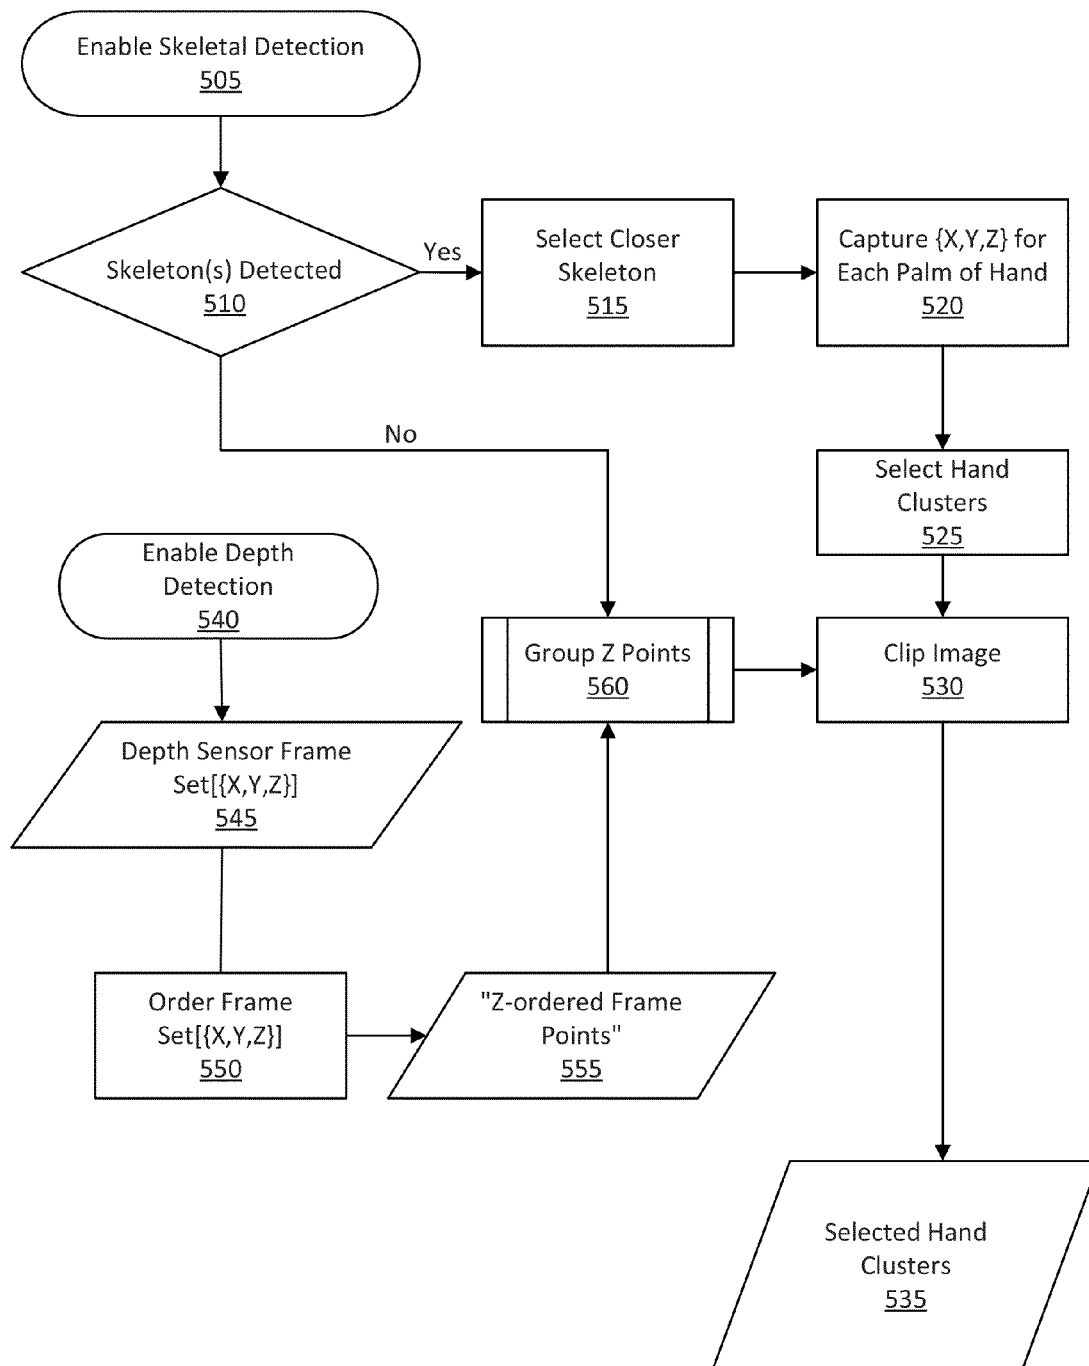 Enable Skeletal Detection
505
Skeleton(s) Detected
510
Yes
Select Closer
Skeleton
515
Capture {X,Y,Z} for
Each Palm of Hand
520
No
Select Hand
Clusters
525
Enable Depth
Detection
540
Group Z Points
560
Clip Image
530
Depth Sensor Frame
Set[{X,Y,Z}]
545
Order Frame
Set[{X,Y,Z}]
550
"Z-ordered Frame
Points"
555
Selected Hand
Clusters
535